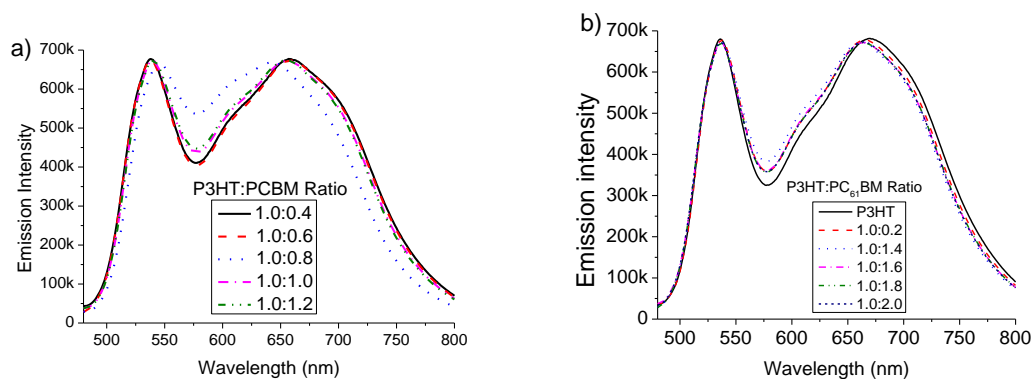 a)
700k
600k
500k
400k
300k
200k
100k
0
500 550 600 650 700 750 800
Emission Intensity
Wavelength (nm)
P3HT:PCBM Ratio
1.0:0.4
1.0:0.6
1.0:0.8
1.0:1.0
1.0:1.2
b)
700k
600k
500k
400k
300k
200k
100k
0
500 550 600 650 700 750 800
Emission intensity
Wavelength (nm)
P3HT:PC₆₁BM Ratio
P3HT
1.0:0.2
1.0:1.4
1.0:1.6
1.0:1.8
1.0:2.0